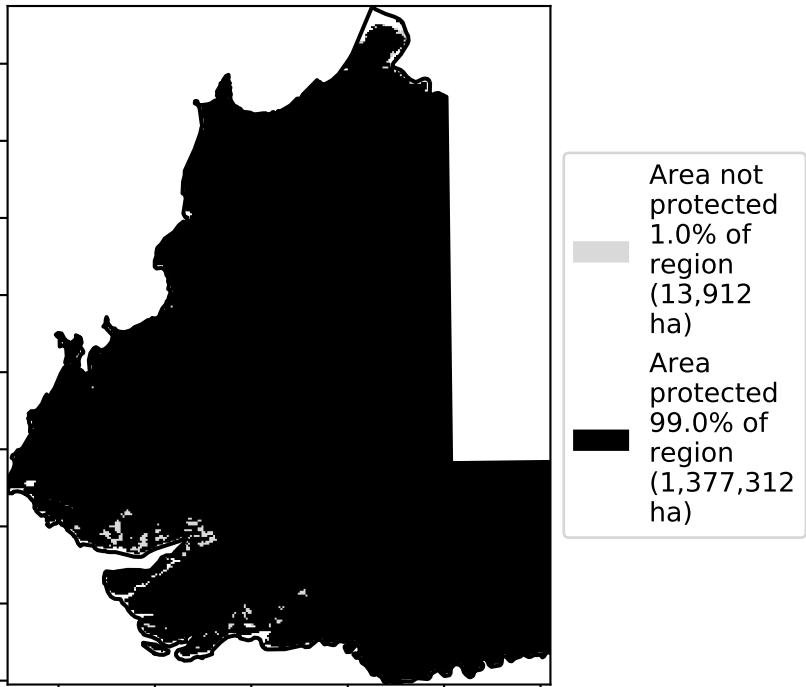 Area not
protected
1.0% of
region
(13,912
ha)
Area
protected
99.0% of
region
(1,377,312
ha)